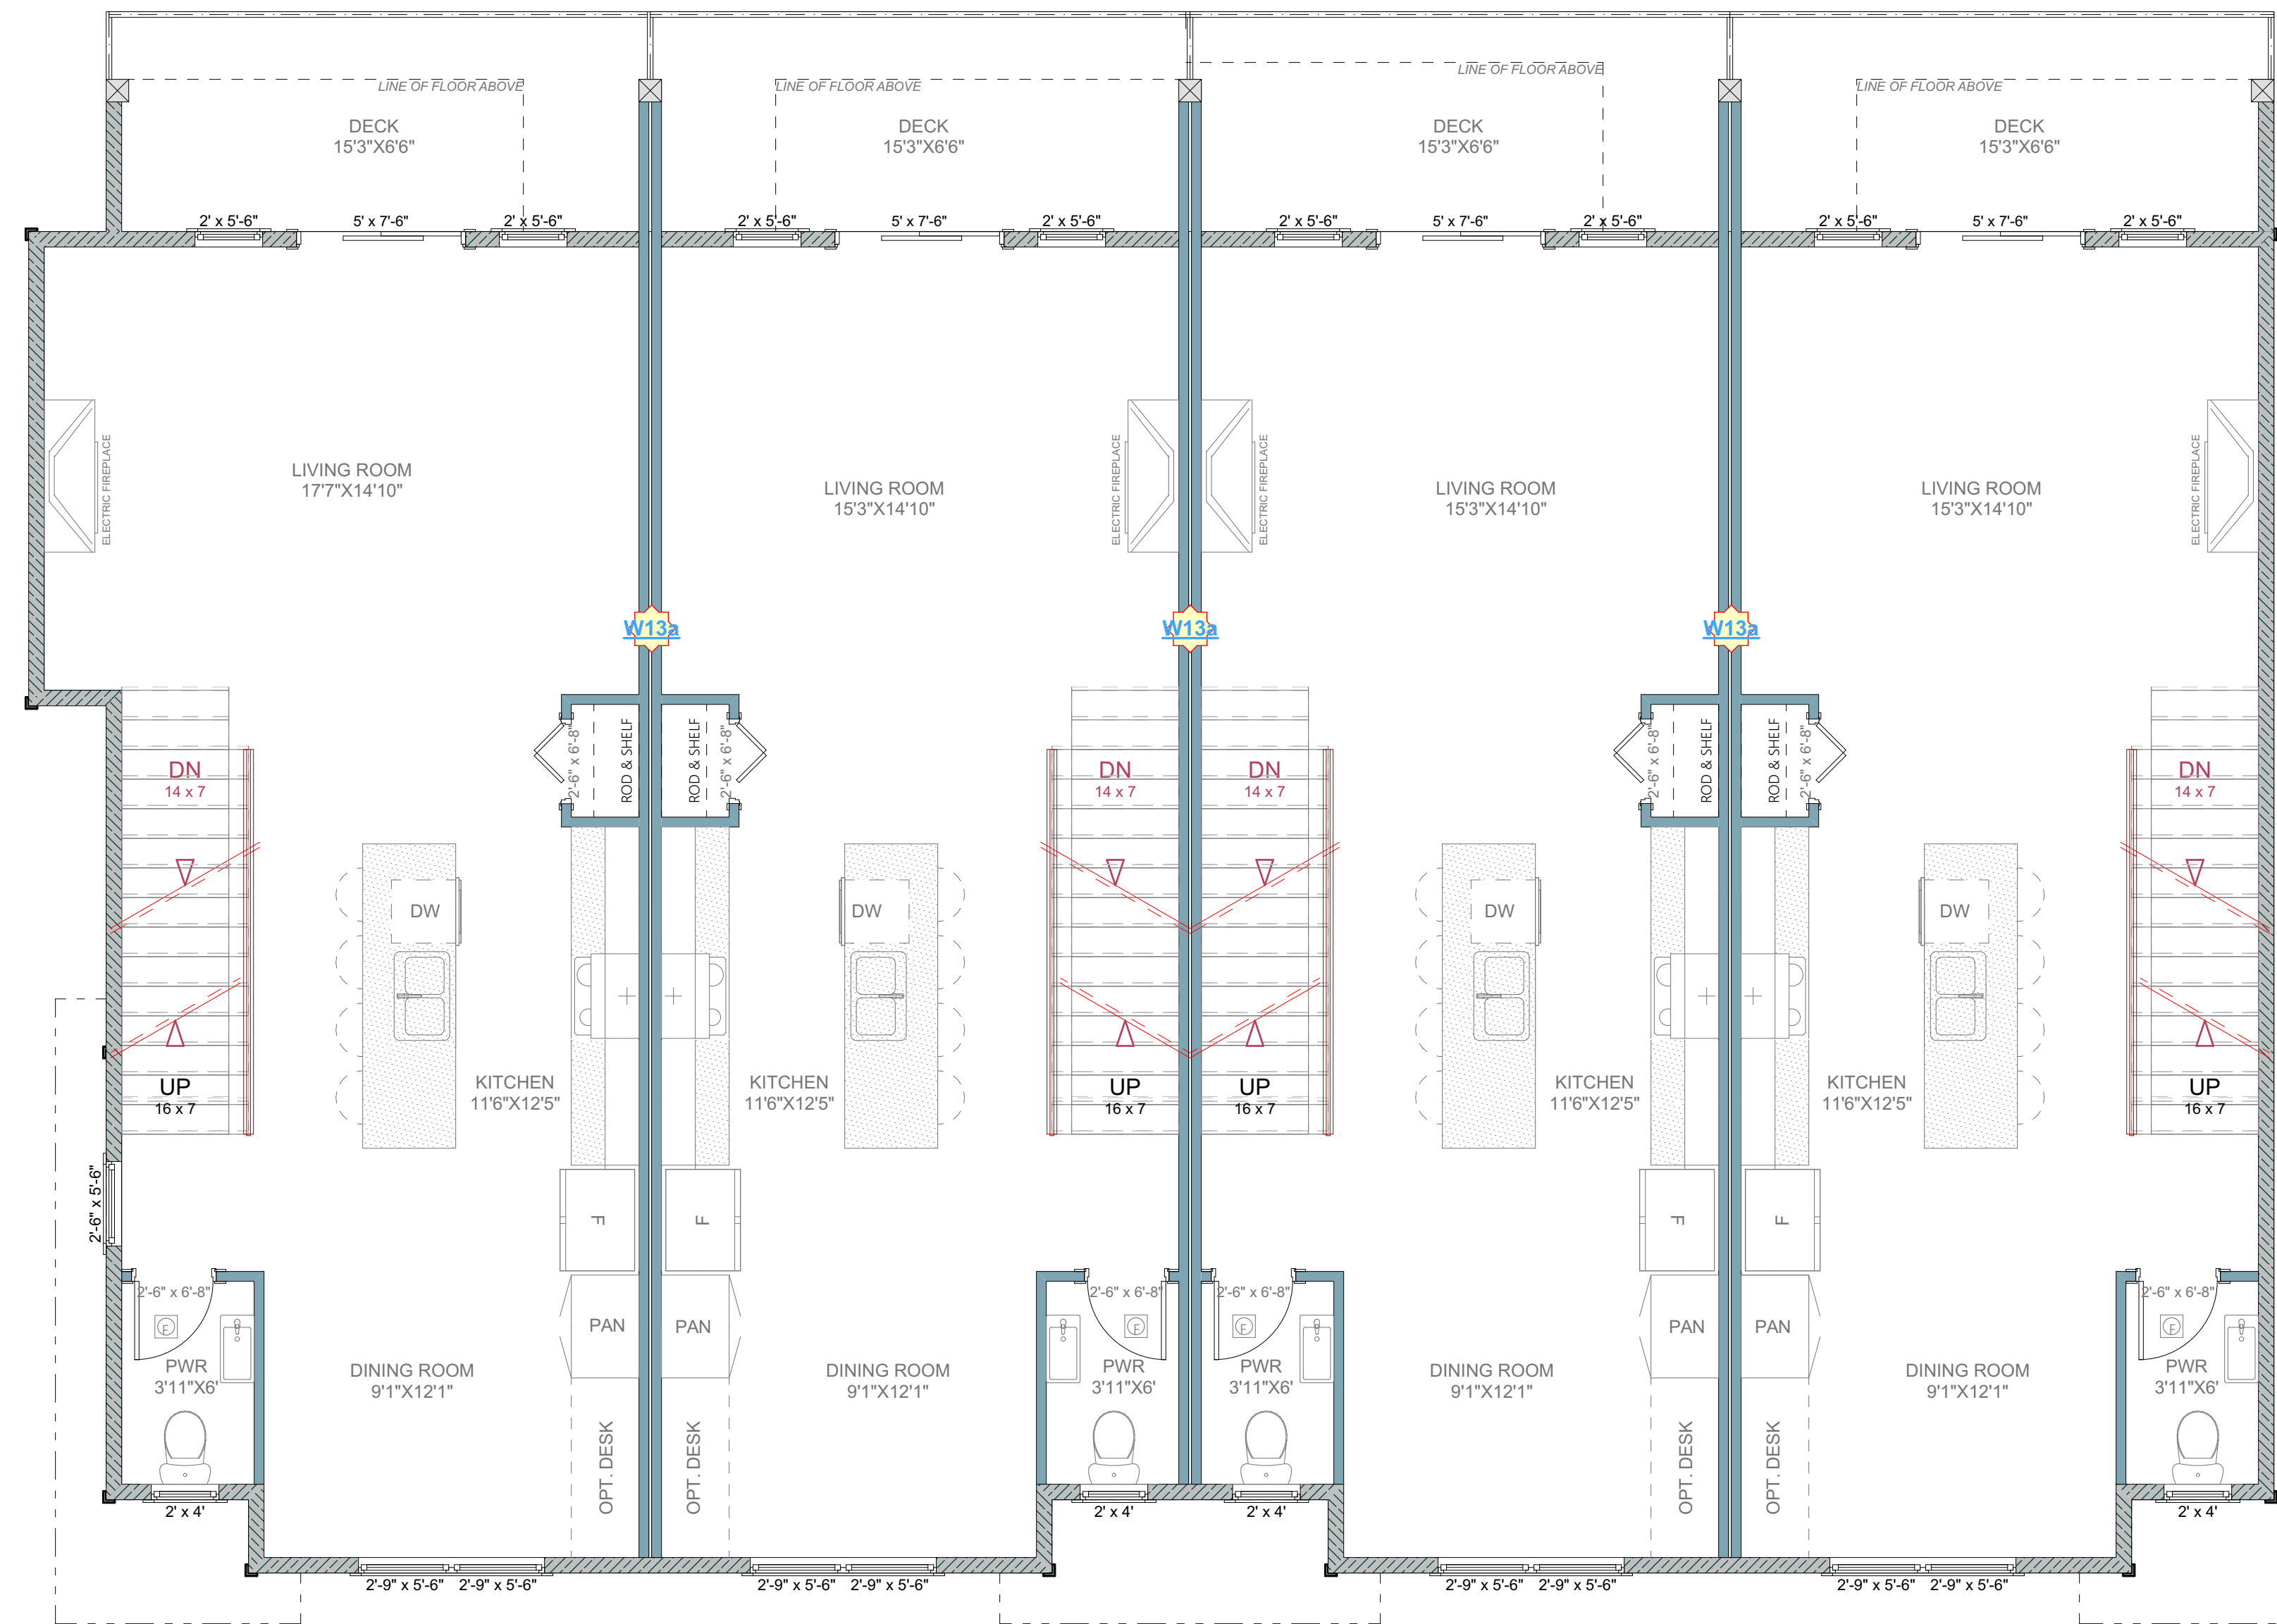 LINE OF FLOOR ABOVE
LINE OF FLOOR ABOVE
LINE OF FLOOR ABOVE
LINE OF FLOOR ABOVE
DECK
15'3"X6'6"
DECK
15'3"X6'6"
DECK
15'3"X6'6"
DECK
15'3"X6'6"
2' x 5'-6"
5' x 7'-6"
2' x 5'-6"
2' x 5'-6"
5' x 7'-6"
2' x 5'-6"
2' x 5'-6"
5' x 7'-6"
2' x 5'-6"
2' x 5'-6"
5' x 7'-6"
2' x 5'-6"
ELECTRIC FIREPLACE
LIVING ROOM
17'7"X14'10"
LIVING ROOM
15'3"X14'10"
ELECTRIC FIREPLACE
ELECTRIC FIREPLACE
LIVING ROOM
15'3"X14'10"
LIVING ROOM
15'3"X14'10"
ELECTRIC FIREPLACE
W13a
W13a
W13a
DN
14 x 7
2'-6" x 6'-8"
ROD & SHELF
ROD & SHELF
2'-6" x 6'-8"
DN
14 x 7
DN
14 x 7
2'-6" x 6'-8"
ROD & SHELF
ROD & SHELF
2'-6" x 6'-8"
DN
14 x 7
DW
DW
DW
DW
UP
16 x 7
KITCHEN
11'6"X12'5"
KITCHEN
11'6"X12'5"
UP
16 x 7
UP
16 x 7
KITCHEN
11'6"X12'5"
KITCHEN
11'6"X12'5"
UP
16 x 7
2'-6" x 5'-6"
F
F
F
F
2'-6" x 6'-8"
2'-6" x 6'-8"
2'-6" x 6'-8"
2'-6" x 6'-8"
F
PAN
PAN
F
F
PAN
PAN
F
PWR
3'11"X6'
DINING ROOM
9'1"X12'1"
DINING ROOM
9'1"X12'1"
PWR
3'11"X6'
PWR
3'11"X6'
DINING ROOM
9'1"X12'1"
DINING ROOM
9'1"X12'1"
PWR
3'11"X6'
OPT. DESK
OPT. DESK
OPT. DESK
OPT. DESK
2' x 4'
2' x 4'
2' x 4'
2' x 4'
2'-9" x 5'-6"
2'-9" x 5'-6"
2'-9" x 5'-6"
2'-9" x 5'-6"
2'-9" x 5'-6"
2'-9" x 5'-6"
2'-9" x 5'-6"
2'-9" x 5'-6"